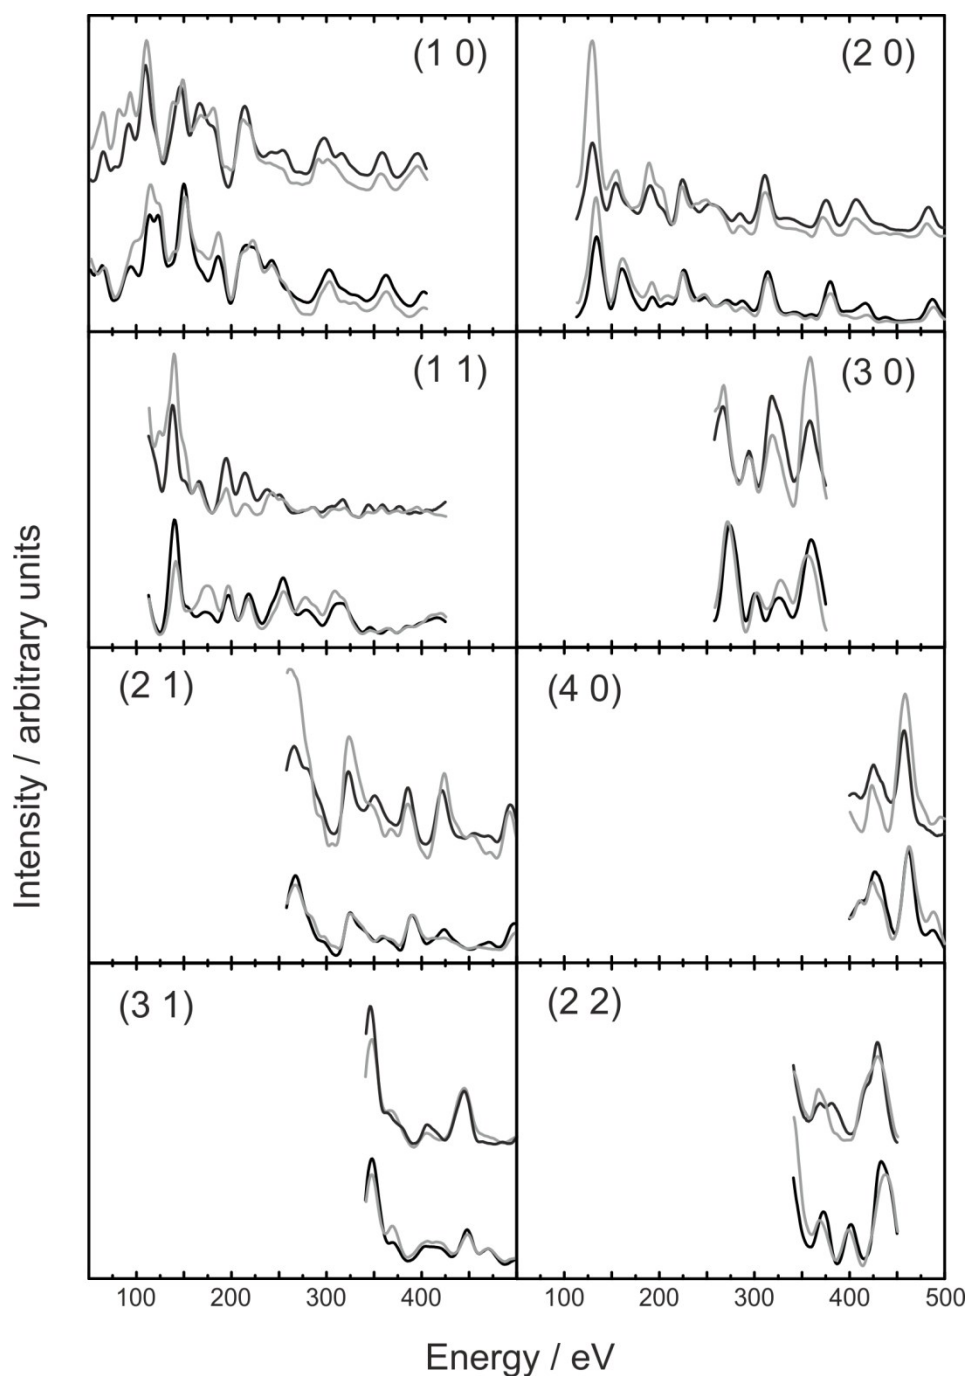 (1 0)
(2 0)
(1 1)
(3 0)
(2 1)
(4 0)
(3 1)
(2 2)
Intensity / arbitrary units
100 200 300 400 100 200 300 400 500
Energy / eV